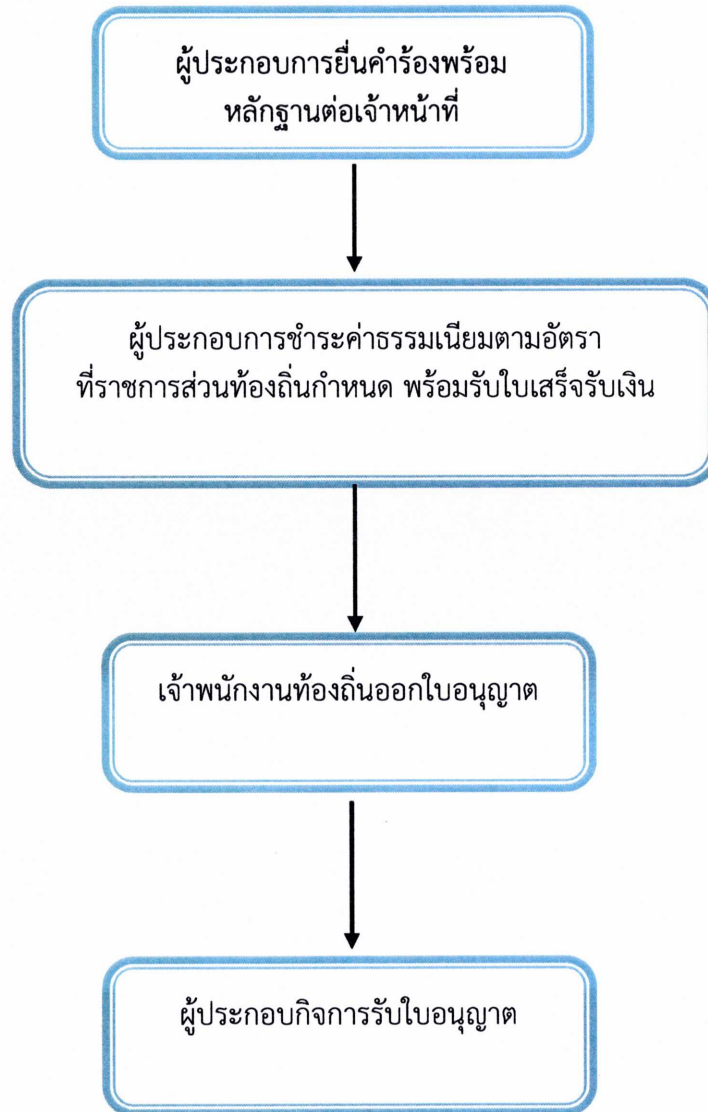 ผู้ประกอบการยื่นคำร้องพร้อม
หลักฐานต่อเจ้าหน้าที่
ผู้ประกอบการชำระค่าธรรมเนียมตามอัตรา
ที่ราชการส่วนท้องถิ่นกำหนด พร้อมรับใบเสร็จรับเงิน
เจ้าพนักงานท้องถิ่นออกใบอนุญาต
ผู้ประกอบกิจการรับใบอนุญาต